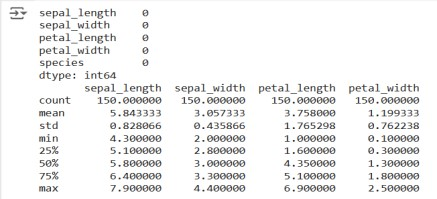 sepal_length    0
sepal_width     0
petal_length    0
petal_width     0
species         0
dtype: int64
       sepal_length  sepal_width  petal_length  petal_width
count    150.000000   150.000000    150.000000   150.000000
mean       5.843333     3.057333      3.758000     1.199333
std        0.828066     0.435866      1.765298     0.762238
min        4.300000     2.000000      1.000000     0.100000
25%        5.100000     2.800000      1.600000     0.300000
50%        5.800000     3.000000      4.350000     1.300000
75%        6.400000     3.300000      5.100000     1.800000
max        7.900000     4.400000      6.900000     2.500000